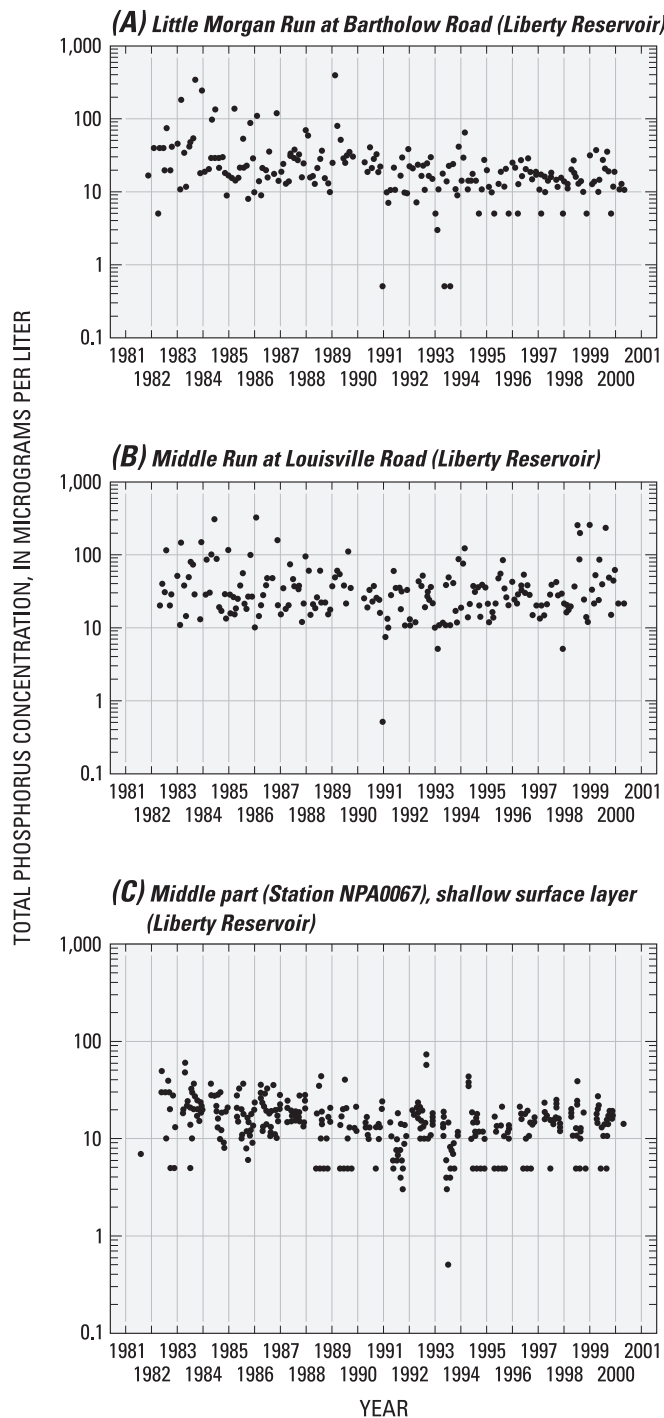 TOTAL PHOSPHORUS CONCENTRATION, IN MICROGRAMS PER LITER
(A) Little Morgan Run at Bartholow Road (Liberty Reservoir)
1,000
100
10
1
0.1
1981 1983 1985 1987 1989 1991 1993 1995 1997 1999 2001
1982 1984 1986 1988 1990 1992 1994 1996 1998 2000
(B) Middle Run at Louisville Road (Liberty Reservoir)
1,000
100
10
1
0.1
1981 1983 1985 1987 1989 1991 1993 1995 1997 1999 2001
1982 1984 1986 1988 1990 1992 1994 1996 1998 2000
(C) Middle part (Station NPA0067), shallow surface layer
(Liberty Reservoir)
1,000
100
10
1
0.1
1981 1983 1985 1987 1989 1991 1993 1995 1997 1999 2001
1982 1984 1986 1988 1990 1992 1994 1996 1998 2000
YEAR